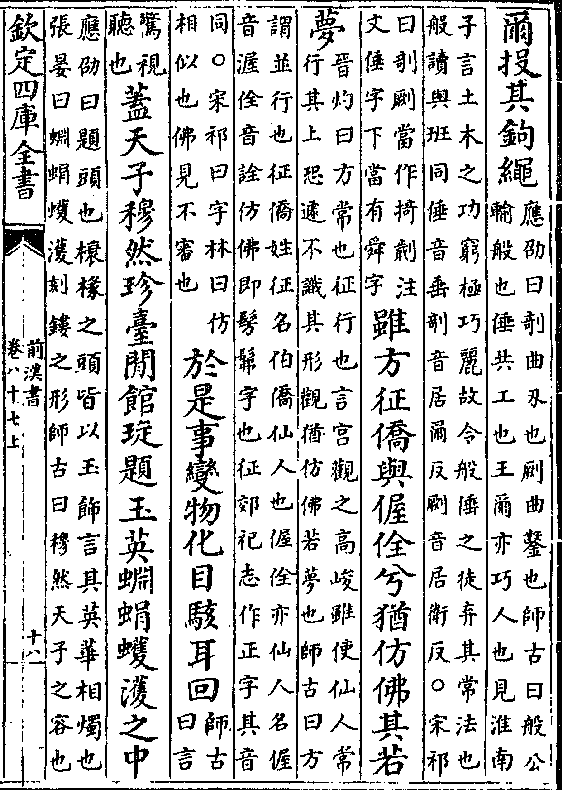 爾投其鉤繩
應劭曰剞曲刃也劂曲鑿也師古曰般公
輸般也倕共工也王爾亦巧人也見淮南
子言土木之功窮極巧麗故令般倕之徒弃其常法也
般讀與班同倕音垂剞音居爾反劂音居衛反○宋祁
曰剞劂當作掎注
文倕字下當有舜字
雖方征僑與偓佺兮猶仿佛其若
夢
晉灼曰方常也征行也言宮觀之高峻雖使仙人常
行其上恐遽不識其形觀猶仿佛若夢也師古曰方
謂並行也征僑姓征名伯僑仙人也偓佺亦仙人名偓
音渥佺音詮仿佛即髣髴字也征郊祀志作正字其音
同○宋祁曰字林曰仿
相似也佛見不審也
於是事變物化目駭耳回
師古
曰言
驚視
聽也
蓋天子穆然珍臺閒館琁題玉英蜵蜎蠖濩之中
應劭曰題頭也榱椽之頭皆以玉飾言其英華相燭也
張晏曰蜵蜎蠖濩刻鏤之形師古曰穆然天子之容也
欽定四庫全書
前漢書
卷八十七上
十八